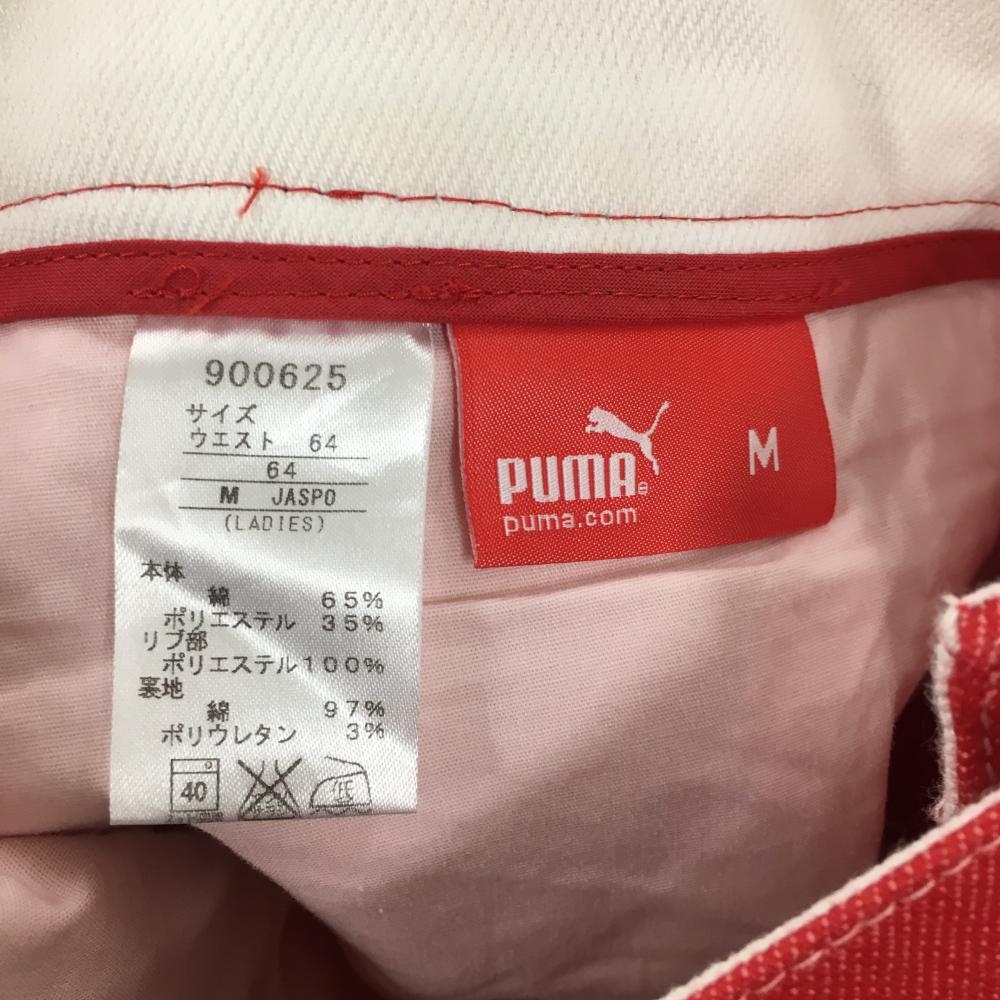 900625
サイズ
ウエスト 64
64
M JASPO
(LADIES)
本体
綿 65%
ポリエステル 35%
リブ部
ポリエステル100%
裏地
綿 97%
ポリウレタン 3%
40
低
PUMA
M
puma.com